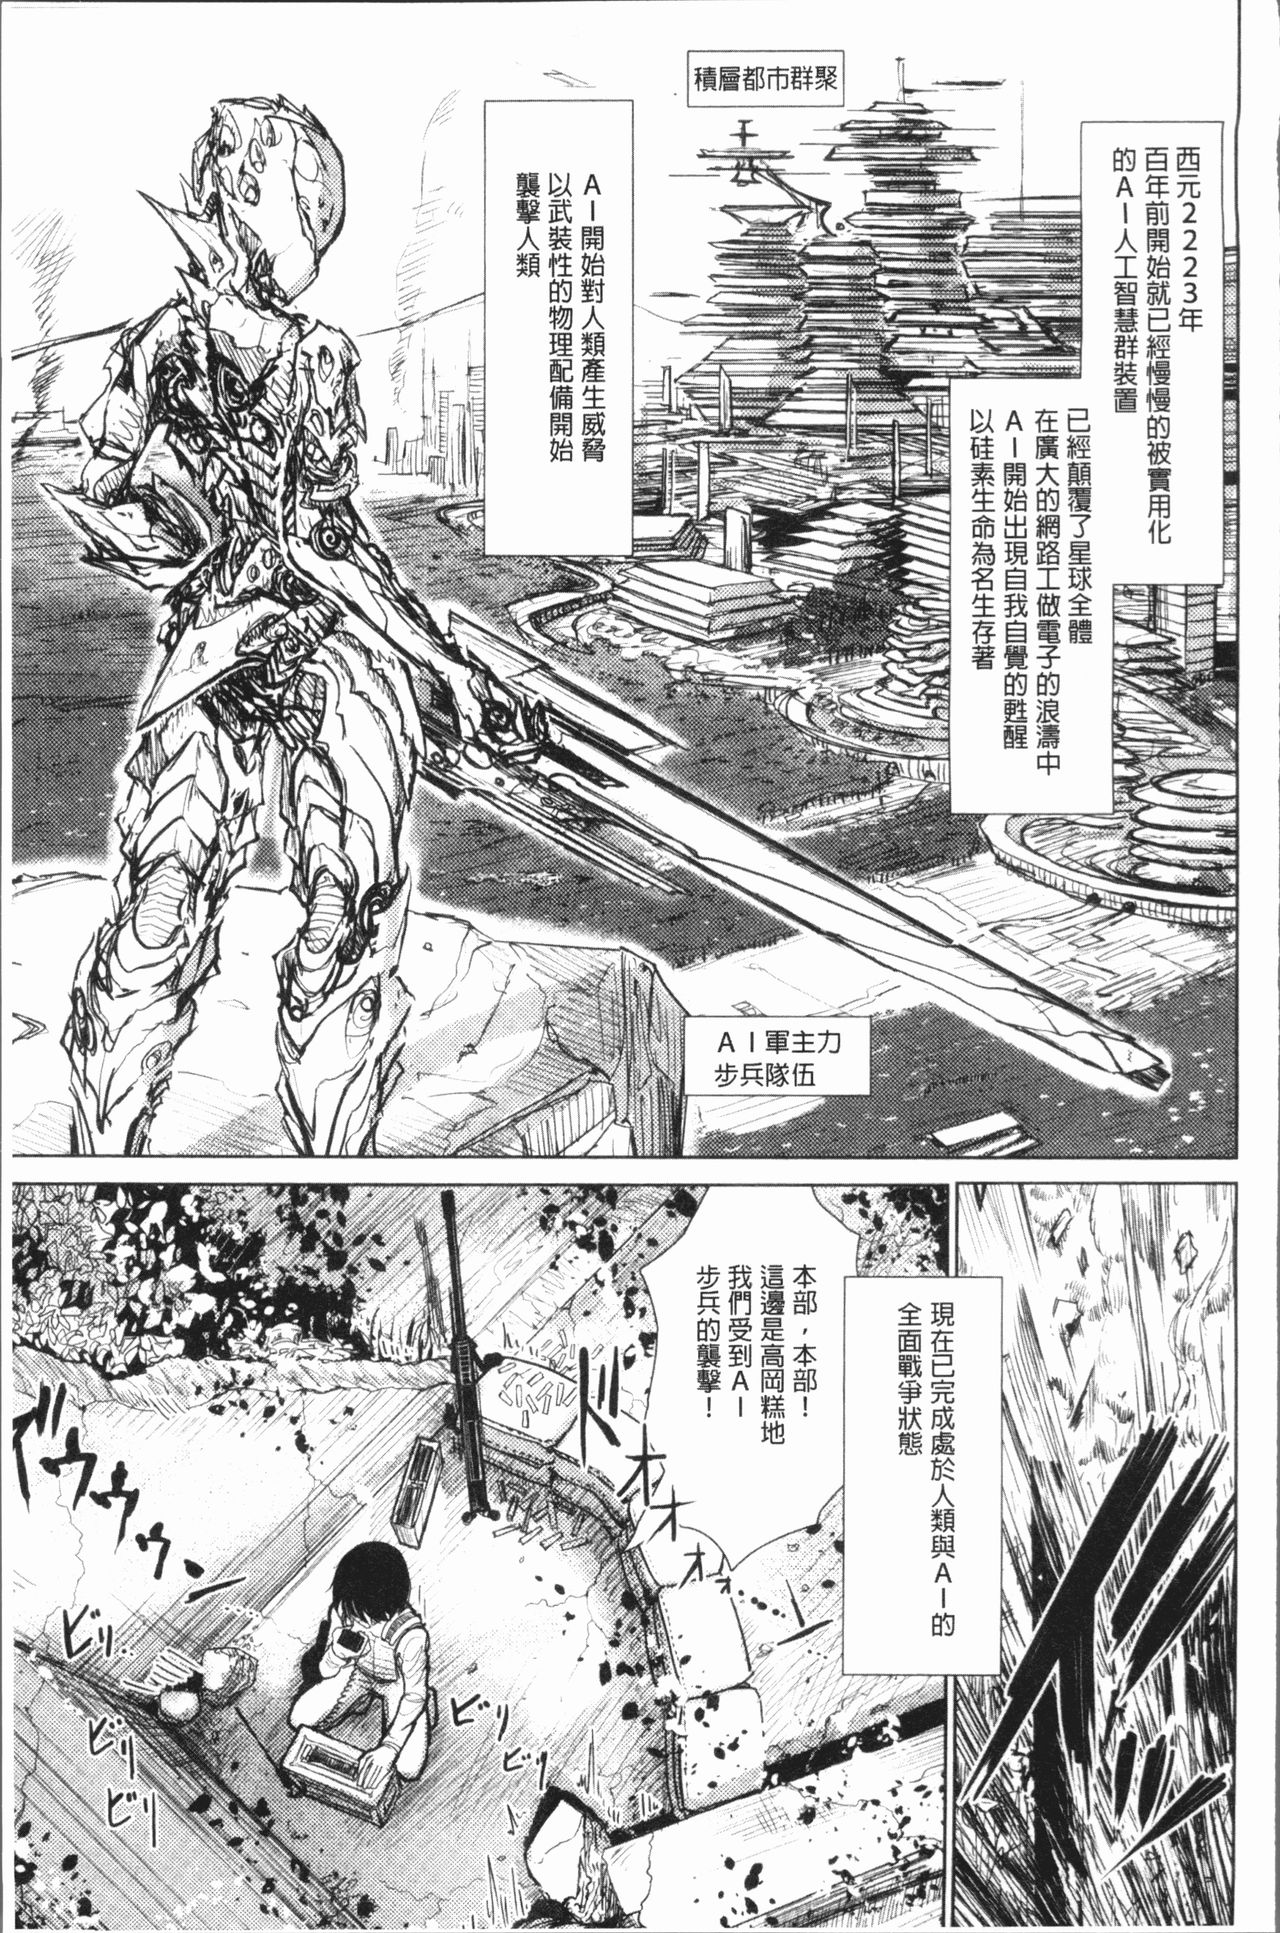 積層都市群聚
西元2223年
百年前開始就已經慢慢的被實用化
的AI人工智慧群裝置
已經顛覆了星球全體
在廣大的網路工做電子的浪濤中
AI開始出現自我自覺的甦醒
以硅素生命為名生存著
AI開始對人類產生威脅
以武裝性的物理配備開始
襲擊人類
AI軍主力
步兵隊伍
現在已完成處於人類與AI的
全面戰爭狀態
本部，本部！
這邊是高岡糕地
我們受到AI
步兵的襲擊！
ドオオオォォ…
ドゥゥゥゥ…
ビリ
ビリ
ビリ
ビリ
ビリ